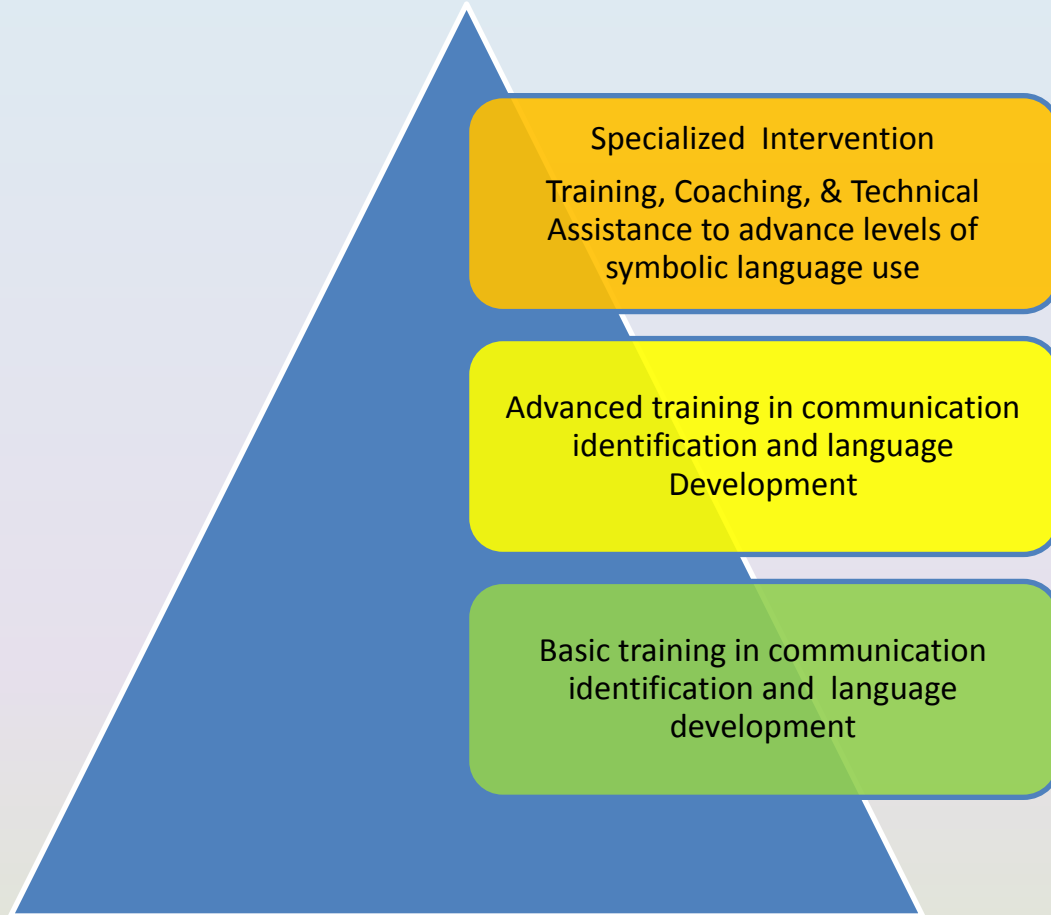 Specialized Intervention
Training, Coaching, & Technical
Assistance to advance levels of
symbolic language use
Advanced training in communication
identification and language
Development
Basic training in communication
identification and language
development